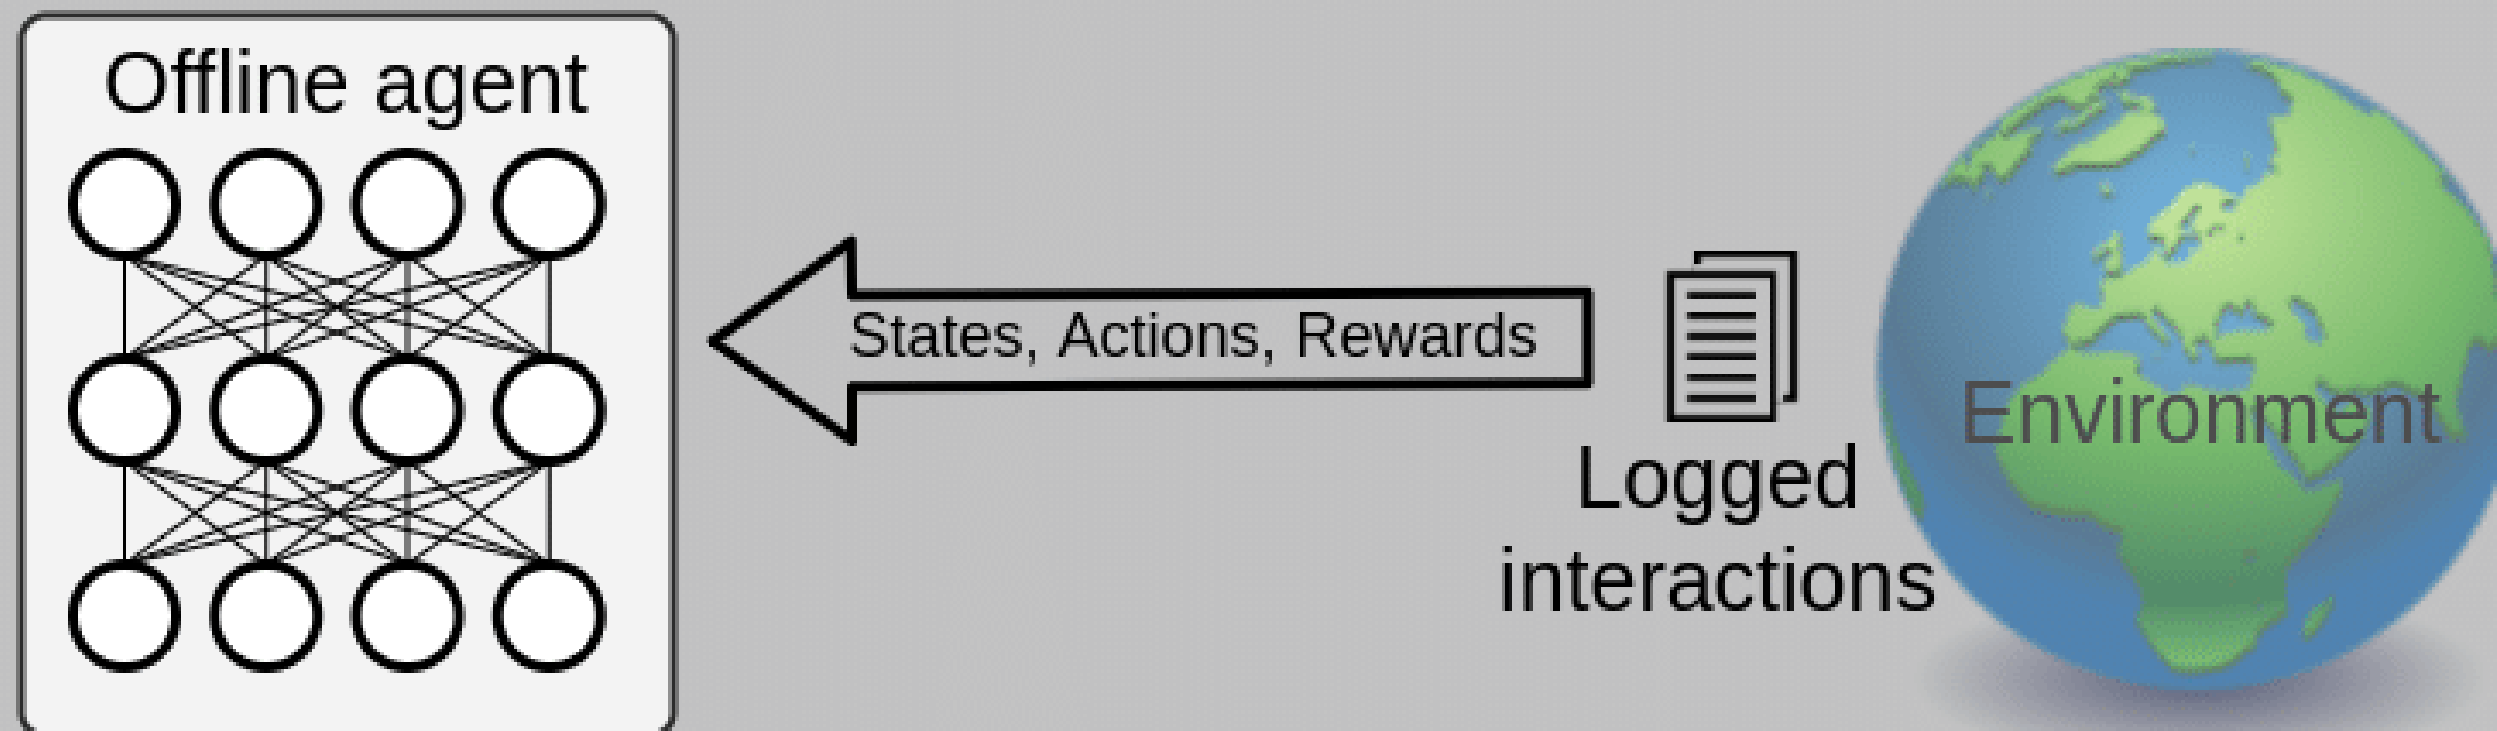 Offline agent
States, Actions, Rewards
Logged
interactions
Environment